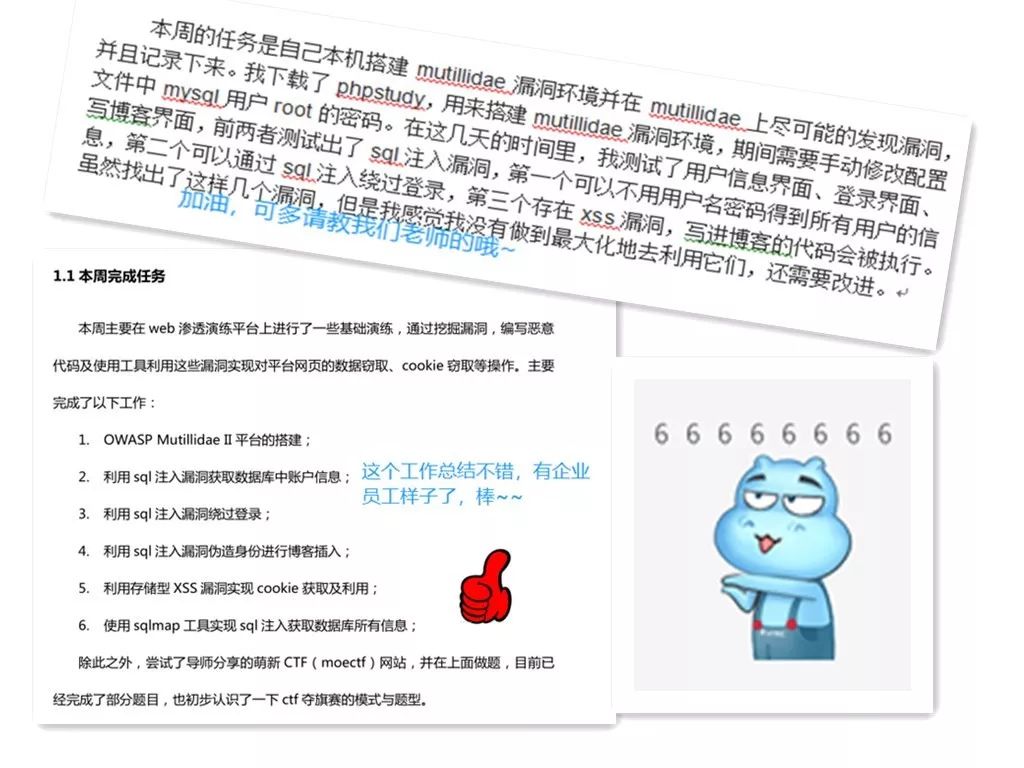 本周的任务是自己本机搭建 mutillidae 漏洞环境并在 mutillidae 上尽可能的发现漏洞，
并且记录下来。我下载了 phpstudy，用来搭建 mutillidae 漏洞环境，期间需要手动修改配置
文件中 mysql 用户 root 的密码。在这几天的时间里，我测试了用户信息界面、登录界面、
写博客界面，前两者测试出了 sql 注入漏洞，第一个可以不用用户名密码得到所有用户的信
息，第二个可以通过 sql 注入绕过登录，第三个存在 xss 漏洞，写进博客的代码会被执行。
虽然找出了这样几个漏洞，但是我感觉我没有做到最大化地去利用它们，还需要改进。
加油，可多请教我们老师的哦~
1.1 本周完成任务
本周主要在 web 渗透演练平台上进行了一些基础演练，通过挖掘漏洞，编写恶意
代码及使用工具利用这些漏洞实现对平台网页的数据窃取、cookie 窃取等操作。主要
完成了以下工作：
1. OWASP Mutillidae II 平台的搭建；
2. 利用 sql 注入漏洞获取数据库中账户信息；
3. 利用 sql 注入漏洞绕过登录；
4. 利用 sql 注入漏洞伪造身份进行博客插入；
5. 利用存储型 XSS 漏洞实现 cookie 获取及利用；
6. 使用 sqlmap 工具实现 sql 注入获取数据库所有信息；
除此之外，尝试了导师分享的萌新 CTF（moectf）网站，并在上面做题，目前已
经完成了部分题目，也初步认识了一下 ctf 夺旗赛的模式与题型。
这个工作总结不错，有企业
员工样子了，棒~~
6 6 6 6 6 6 6 6